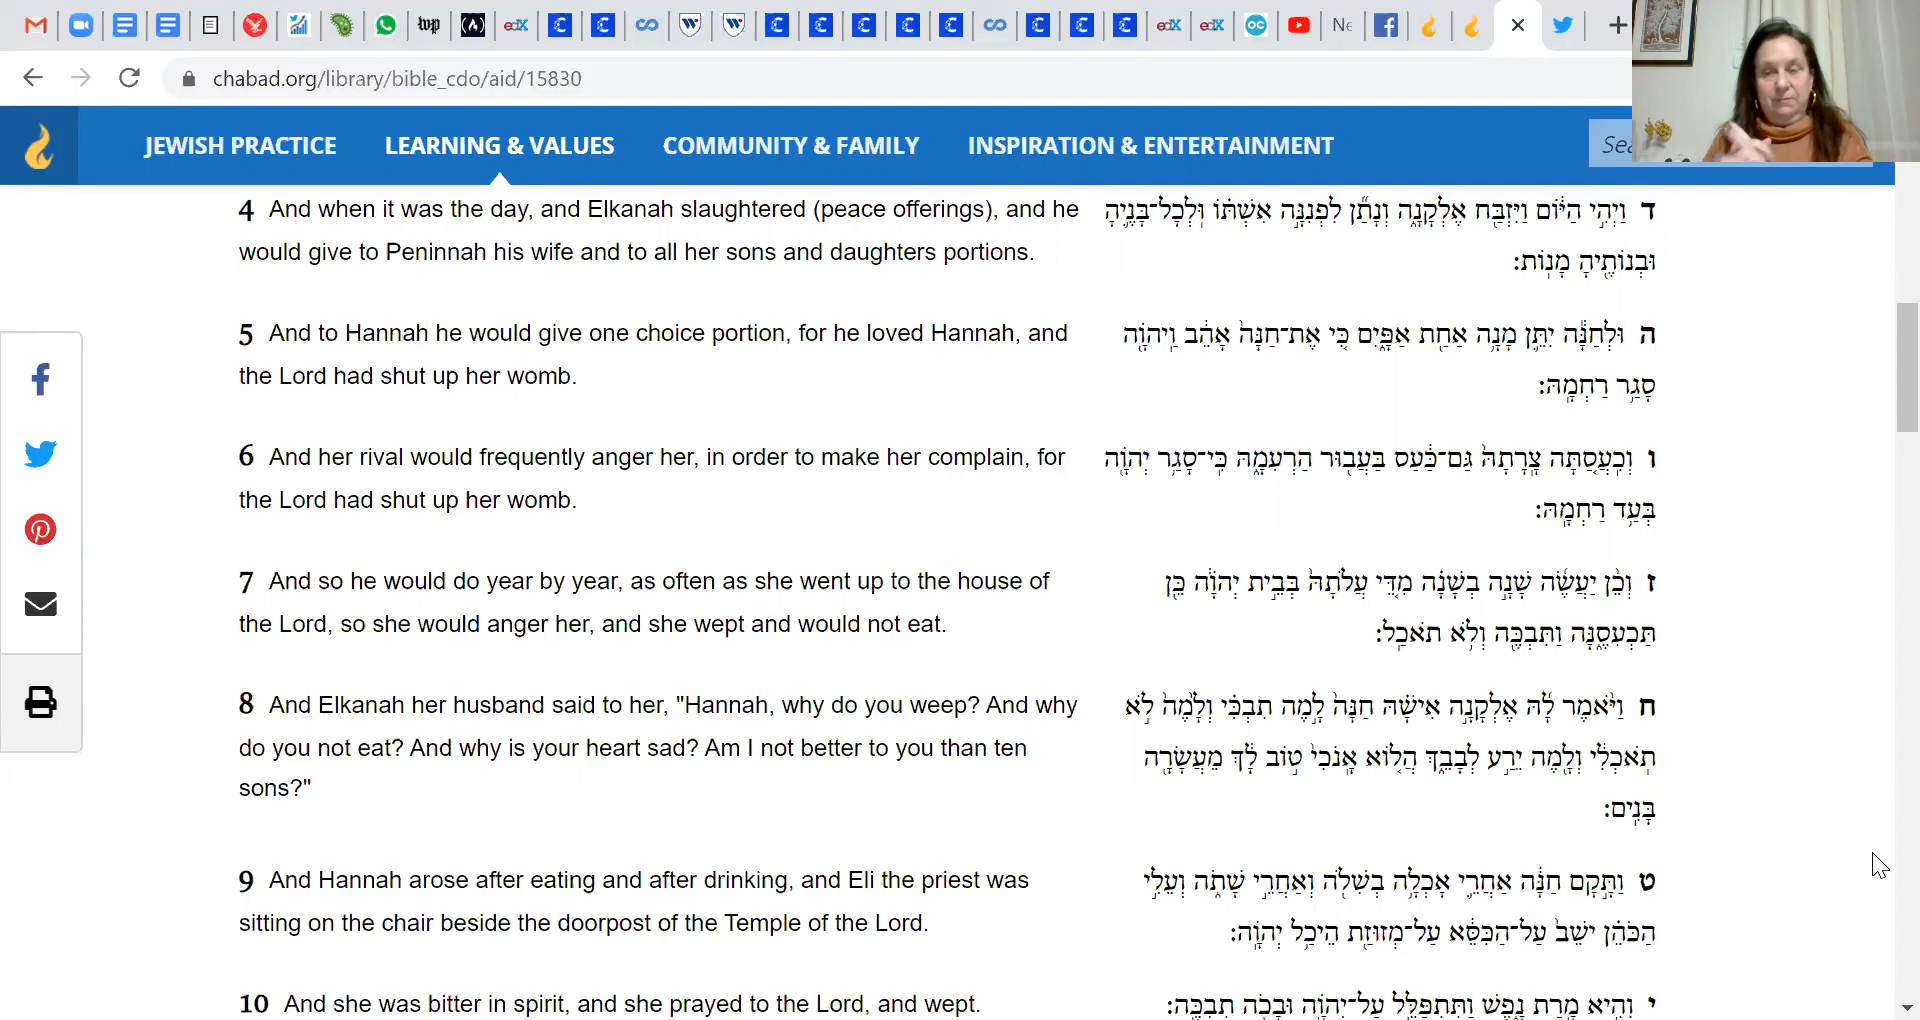 chabad.org/library/bible_cdo/aid/15830
JEWISH PRACTICE LEARNING & VALUES COMMUNITY & FAMILY INSPIRATION & ENTERTAINMENT
4 And when it was the day, and Elkanah slaughtered (peace offerings), and he
would give to Peninnah his wife and to all her sons and daughters portions.
ד וַיְהִ֣י הַיּ֔וֹם וַיִּזְבַּ֖ח אֶלְקָנָ֑ה וְנָתַ֞ן לִפְנִנָּ֣ה אִשְׁתּ֗וֹ וּֽלְכָל־בָּנֶ֛יהָ
וּבְנוֹתֶ֖יהָ מָנֽוֹת:
5 And to Hannah he would give one choice portion, for he loved Hannah, and
the Lord had shut up her womb.
ה וּלְחַנָּ֕ה יִתֵּ֛ן מָנָ֥ה אַחַ֖ת אַפָּ֑יִם כִּ֚י אֶת־חַנָּה֙ אָהֵ֔ב וַֽיהֹוָ֖ה
סָגַ֥ר רַחְמָֽהּ:
6 And her rival would frequently anger her, in order to make her complain, for
the Lord had shut up her womb.
ו וְכִֽעֲסַ֤תָּה צָֽרָתָהּ֙ גַּם־כַּ֔עַס בַּֽעֲב֖וּר הַרְּעִמָ֑הּ כִּֽי־סָגַ֥ר יְהֹוָ֖ה
בְּעַ֥ד רַחְמָֽהּ:
7 And so he would do year by year, as often as she went up to the house of
the Lord, so she would anger her, and she wept and would not eat.
ז וְכֵ֨ן יַעֲשֶׂ֜ה שָׁנָ֣ה בְשָׁנָ֗ה מִדֵּ֚י עֲלֹתָהּ֙ בְּבֵ֣ית יְהֹוָ֔ה כֵּ֖ן
תַּכְעִסֶ֑נָּה וַתִּבְכֶּ֖ה וְלֹ֥א תֹאכַֽל:
8 And Elkanah her husband said to her, "Hannah, why do you weep? And why
do you not eat? And why is your heart sad? Am I not better to you than ten
sons?"
ח וַיֹּ֨אמֶר לָ֜הּ אֶלְקָנָ֣ה אִישָׁ֗הּ חַנָּה֙ לָ֣מֶה תִבְכִּ֗י וְלָ֙מֶה֙ לֹ֣א
תֹֽאכְלִ֔י וְלָ֖מֶה יֵרַ֣ע לְבָבֵ֑ךְ הֲל֤וֹא אָֽנֹכִי֙ ט֣וֹב לָ֔ךְ מֵעֲשָׂרָ֖ה
בָּנִֽים:
9 And Hannah arose after eating and after drinking, and Eli the priest was
sitting on the chair beside the doorpost of the Temple of the Lord.
ט וַתָּ֣קָם חַנָּ֔ה אַחֲרֵ֛י אָכְלָ֥ה בְשִׁלֹ֖ה וְאַחֲרֵ֣י שָׁתֹ֑ה וְעֵלִ֣י
הַכֹּהֵ֗ן ישֵׁב֙ עַל־הַכִּסֵּ֔א עַל־מְזוּזַ֖ת הֵיכַ֥ל יְהֹוָֽה:
10 And she was bitter in spirit, and she prayed to the Lord, and wept.
י וְהִ֖יא מָ֣רַת נָ֑פֶשׁ וַתִּתְפַּלֵּ֥ל עַל־יְהֹוָ֖ה וּבָכֹ֥ה תִבְכֶּֽה: